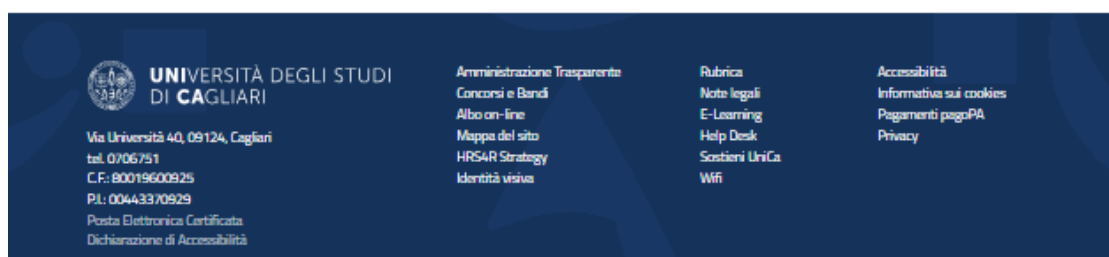 UNIVERSITÀ DEGLI STUDI
DI CAGLIARI
Via Università 40, 09124, Cagliari
tel. 0706751
C.F.: 80019600925
P.I.: 00443370929
Posta Elettronica Certificata
Dichiarazione di Accessibilità
Amministrazione Trasparente
Concorsi e Bandi
Albo on-line
Mappa del sito
HRS4R Strategy
Identità visiva
Rubrica
Note legali
E-Learning
Help Desk
Sostieni UniCa
Wifi
Accessibilità
Informativa sui cookies
Pagamenti pagoPA
Privacy